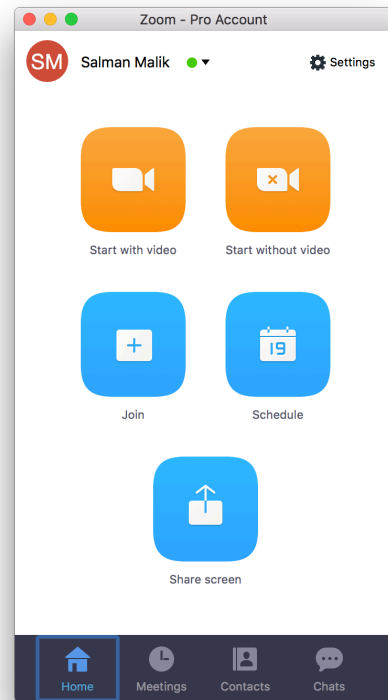 Zoom - Pro Account
SM Salman Malik Settings
Start with video Start without video
19
Join Schedule
Share screen
Home Meetings Contacts Chats